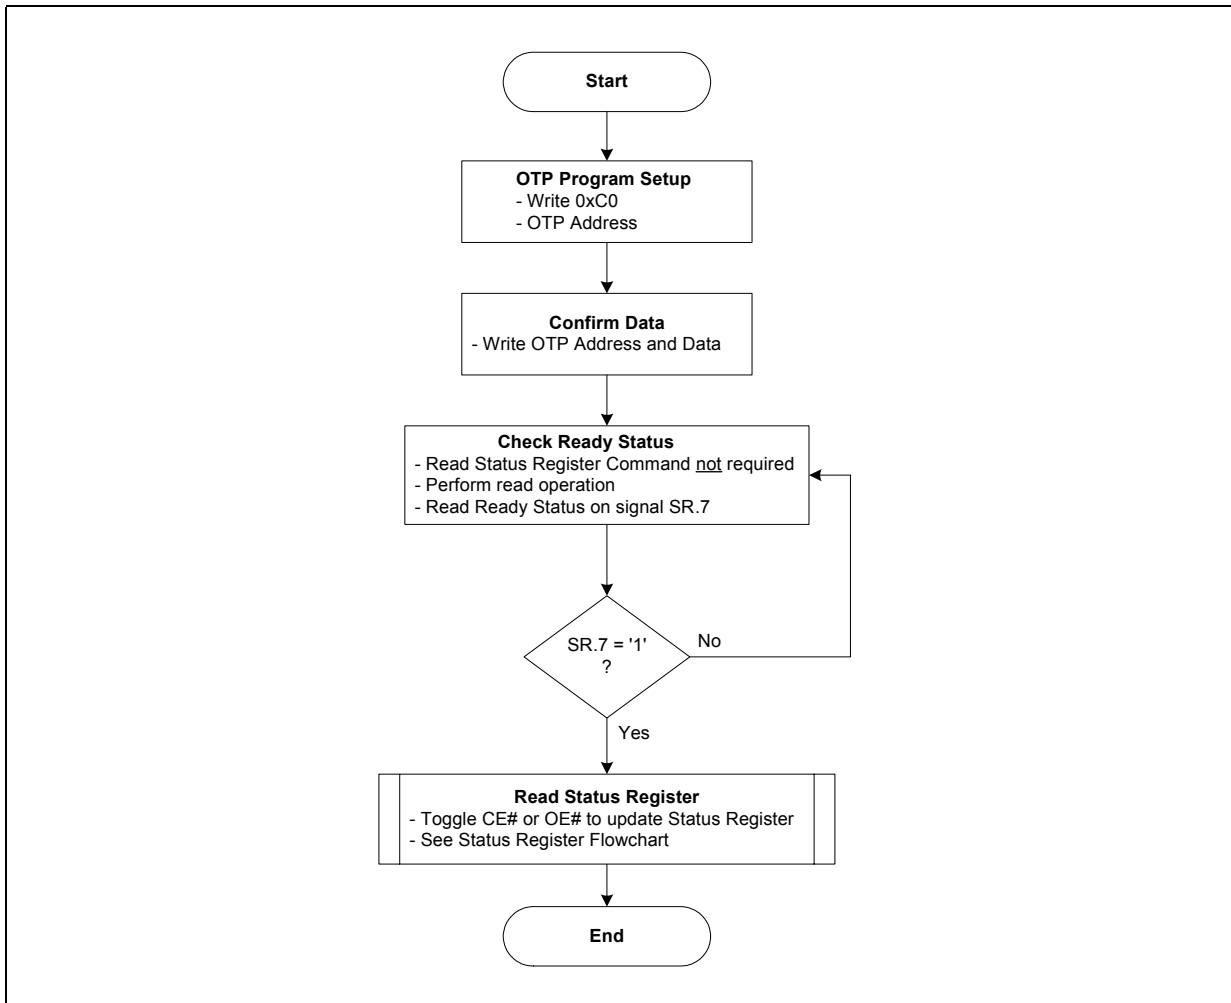 Start
OTP Program Setup
- Write 0xC0
- OTP Address
Confirm Data
- Write OTP Address and Data
Check Ready Status
- Read Status Register Command not required
- Perform read operation
- Read Ready Status on signal SR.7
SR.7 = '1'
?
No
Yes
Read Status Register
- Toggle CE# or OE# to update Status Register
- See Status Register Flowchart
End